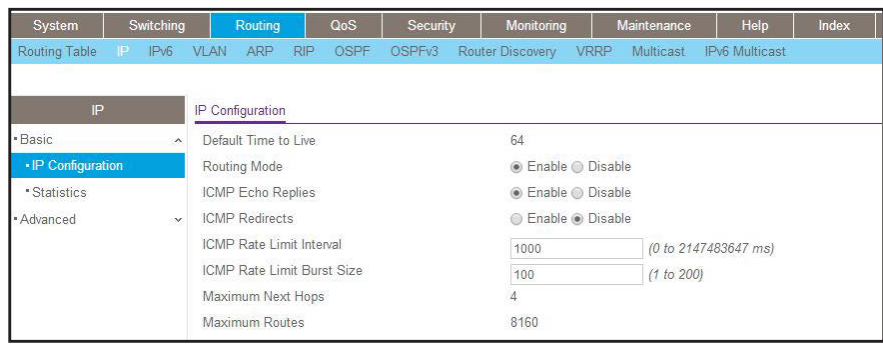 System Switching Routing QoS Security Monitoring Maintenance Help Index
Routing Table IP IPv6 VLAN ARP RIP OSPF OSPFv3 Router Discovery VRRP Multicast IPv6 Multicast
IP
Basic
IP Configuration
Statistics
Advanced
IP Configuration
Default Time to Live 64
Routing Mode Enable Disable
ICMP Echo Replies Enable Disable
ICMP Redirects Enable Disable
ICMP Rate Limit Interval 1000 (0 to 2147483647 ms)
ICMP Rate Limit Burst Size 100 (1 to 200)
Maximum Next Hops 4
Maximum Routes 8160